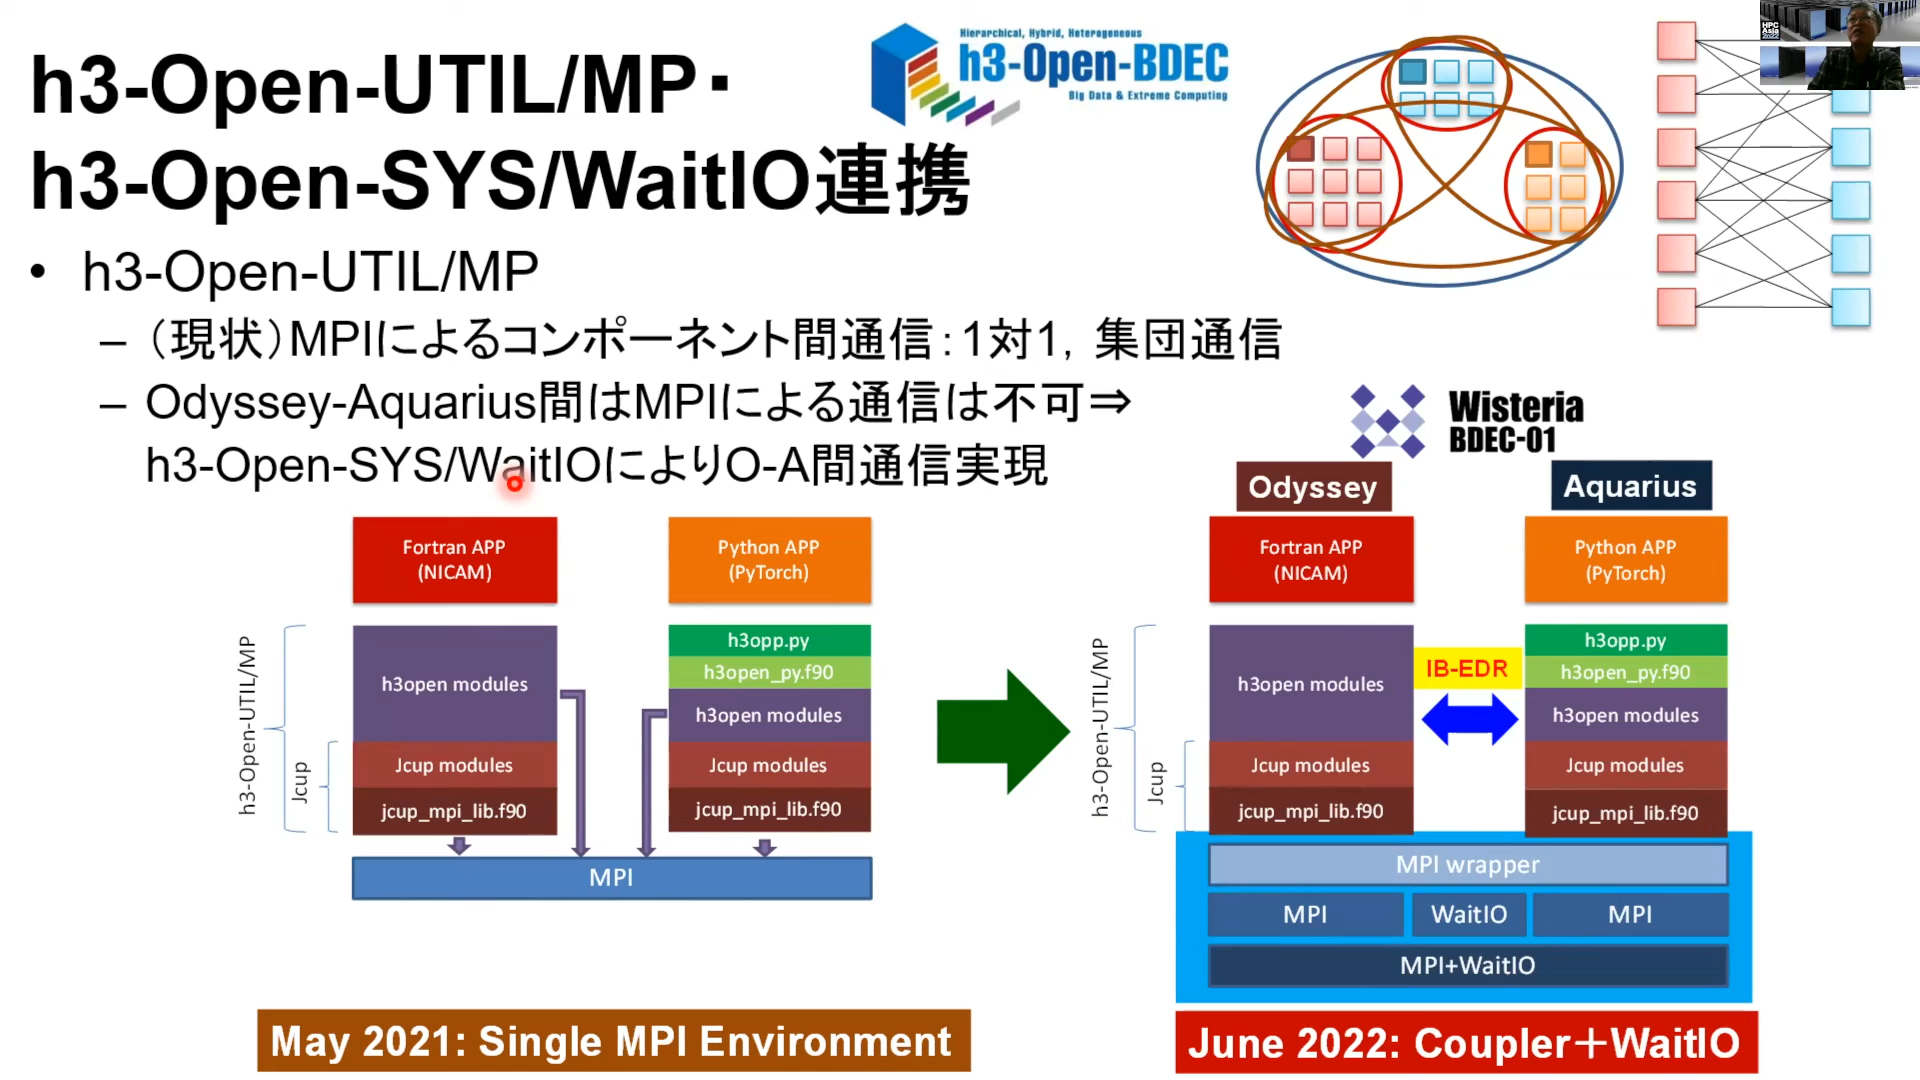 h3-Open-UTIL/MP・
h3-Open-SYS/WaitIO連携
Hierarchical, Hybrid, Heterogeneous
h3-Open-BDEC
Big Data & Extreme Computing
HPC
Asia
2022
• h3-Open-UTIL/MP
– （現状）MPIによるコンポーネント間通信：1対1，集団通信
– Odyssey-Aquarius間はMPIによる通信は不可⇒
h3-Open-SYS/WaitIOによりO-A間通信実現
Wisteria
BDEC-01
Fortran APP
(NICAM)
Python APP
(PyTorch)
h3-Open-UTIL/MP
Jcup
h3open modules
Jcup modules
jcup_mpi_lib.f90
h3opp.py
h3open_py.f90
h3open modules
Jcup modules
jcup_mpi_lib.f90
MPI
May 2021: Single MPI Environment
Odyssey
Aquarius
Fortran APP
(NICAM)
Python APP
(PyTorch)
h3-Open-UTIL/MP
Jcup
h3open modules
Jcup modules
jcup_mpi_lib.f90
IB-EDR
h3opp.py
h3open_py.f90
h3open modules
Jcup modules
jcup_mpi_lib.f90
MPI wrapper
MPI
WaitIO
MPI
MPI+WaitIO
June 2022: Coupler＋WaitIO